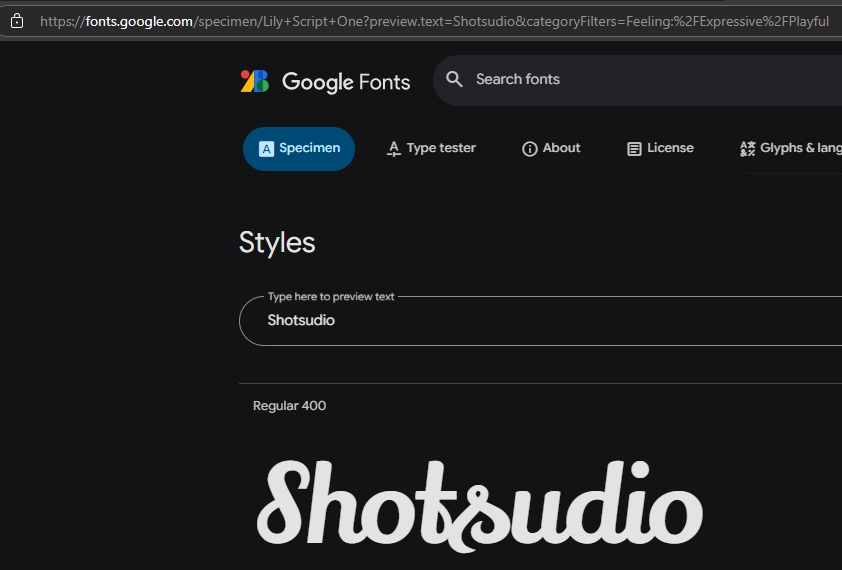 https://fonts.google.com/specimen/Lily+Script+One?preview.text=Shotsudio&categoryFilters=Feeling:%2FExpressive%2FPlayful
Google Fonts
Search fonts
Specimen
Type tester
About
License
Glyphs & lang
Styles
Type here to preview text
Shotsudio
Regular 400
Shotsudio